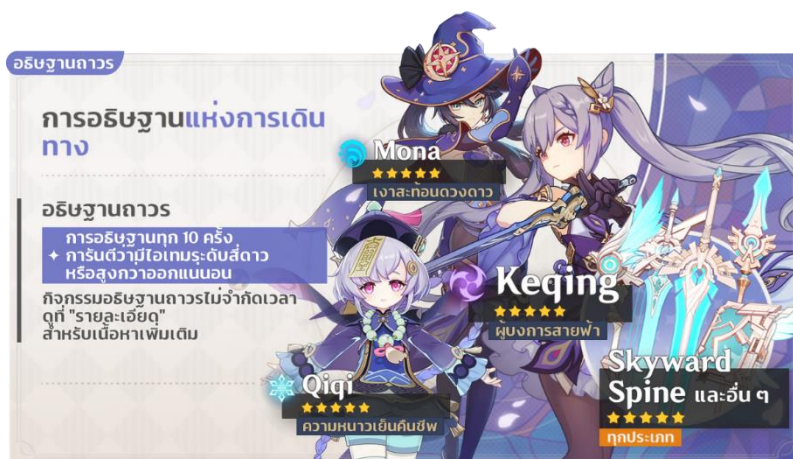 อธิษฐานถาวร
การอธิษฐานแห่งการเดิน
ทาง
อธิษฐานถาวร
การอธิษฐานทุก 10 ครั้ง
การันตีว่ามีไอเทมระดับสี่ดาว
หรือสูงกว่าออกแน่นอน
กิจกรรมอธิษฐานถาวรไม่จำกัดเวลา
ดูที่ "รายละเอียด"
สำหรับเนื้อหาเพิ่มเติม
Mona
เงาสะท้อนดวงดาว
Keqing
ผู้บงการสายฟ้า
Qiqi
ความหนาวเย็นคืนชีพ
Skyward
Spine และอื่น ๆ
ทุกประเภท